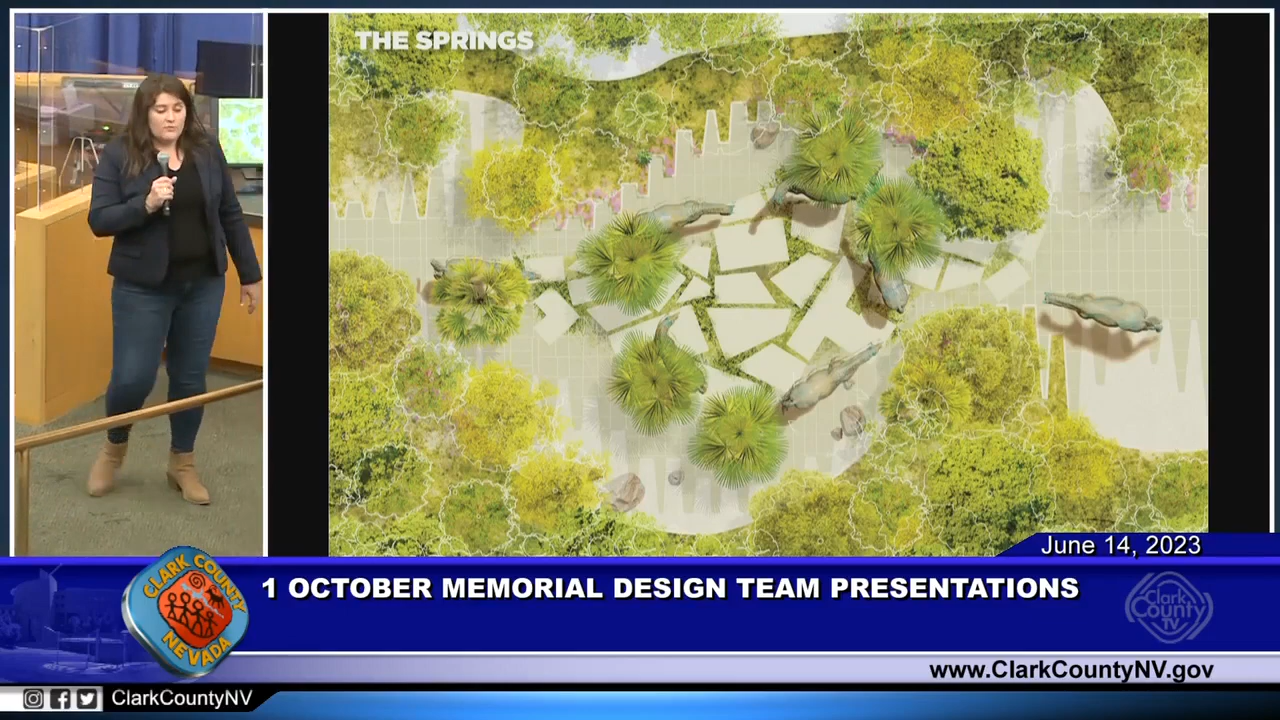 THE SPRINGS
June 14, 2023
1 OCTOBER MEMORIAL DESIGN TEAM PRESENTATIONS
CLARK COUNTY
NEVADA
Clark
County
TV
www.ClarkCountyNV.gov
ClarkCountyNV